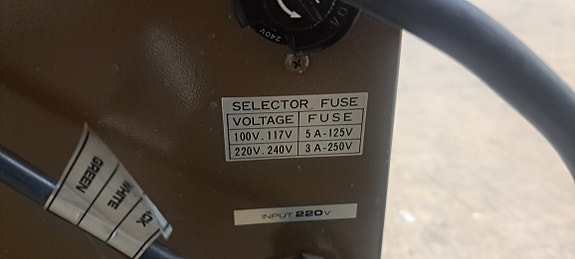 240V
SELECTOR FUSE
VOLTAGE FUSE
100V.117V 5A-125V
220V.240V 3A-250V
INPUT 220V
GREEN
WHITE